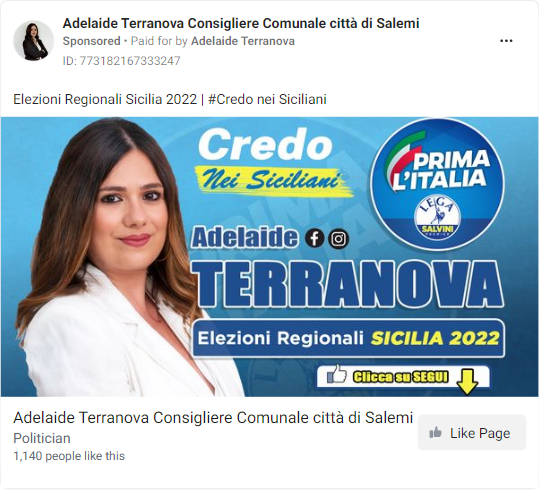 Adelaide Terranova Consigliere Comunale città di Salemi
Sponsored • Paid for by Adelaide Terranova
ID: 773182167333247
Elezioni Regionali Sicilia 2022 | #Credo nei Siciliani
Credo
Nei Siciliani
PRIMA
L'ITALIA
LEGA
SALVINI
PREMIER
Adelaide
TERRANOVA
Elezioni Regionali SICILIA 2022
Clicca su SEGUI
Adelaide Terranova Consigliere Comunale città di Salemi
Politician
Like Page
1,140 people like this